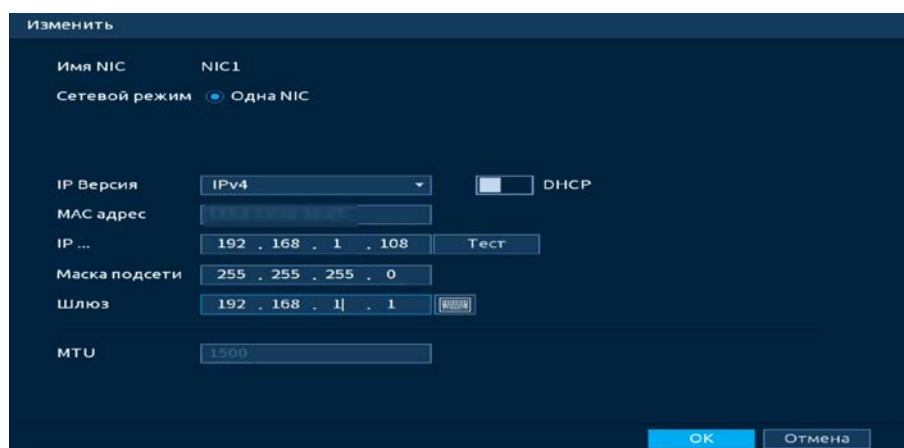 Изменить
Имя NIC NIC1
Сетевой режим Одна NIC
IP Версия IPv4 DHCP
MAC адрес
IP ... 192 . 168 . 1 . 108 Тест
Маска подсети 255 . 255 . 255 . 0
Шлюз 192 . 168 . 1 . 1
MTU 1500
OK Отмена